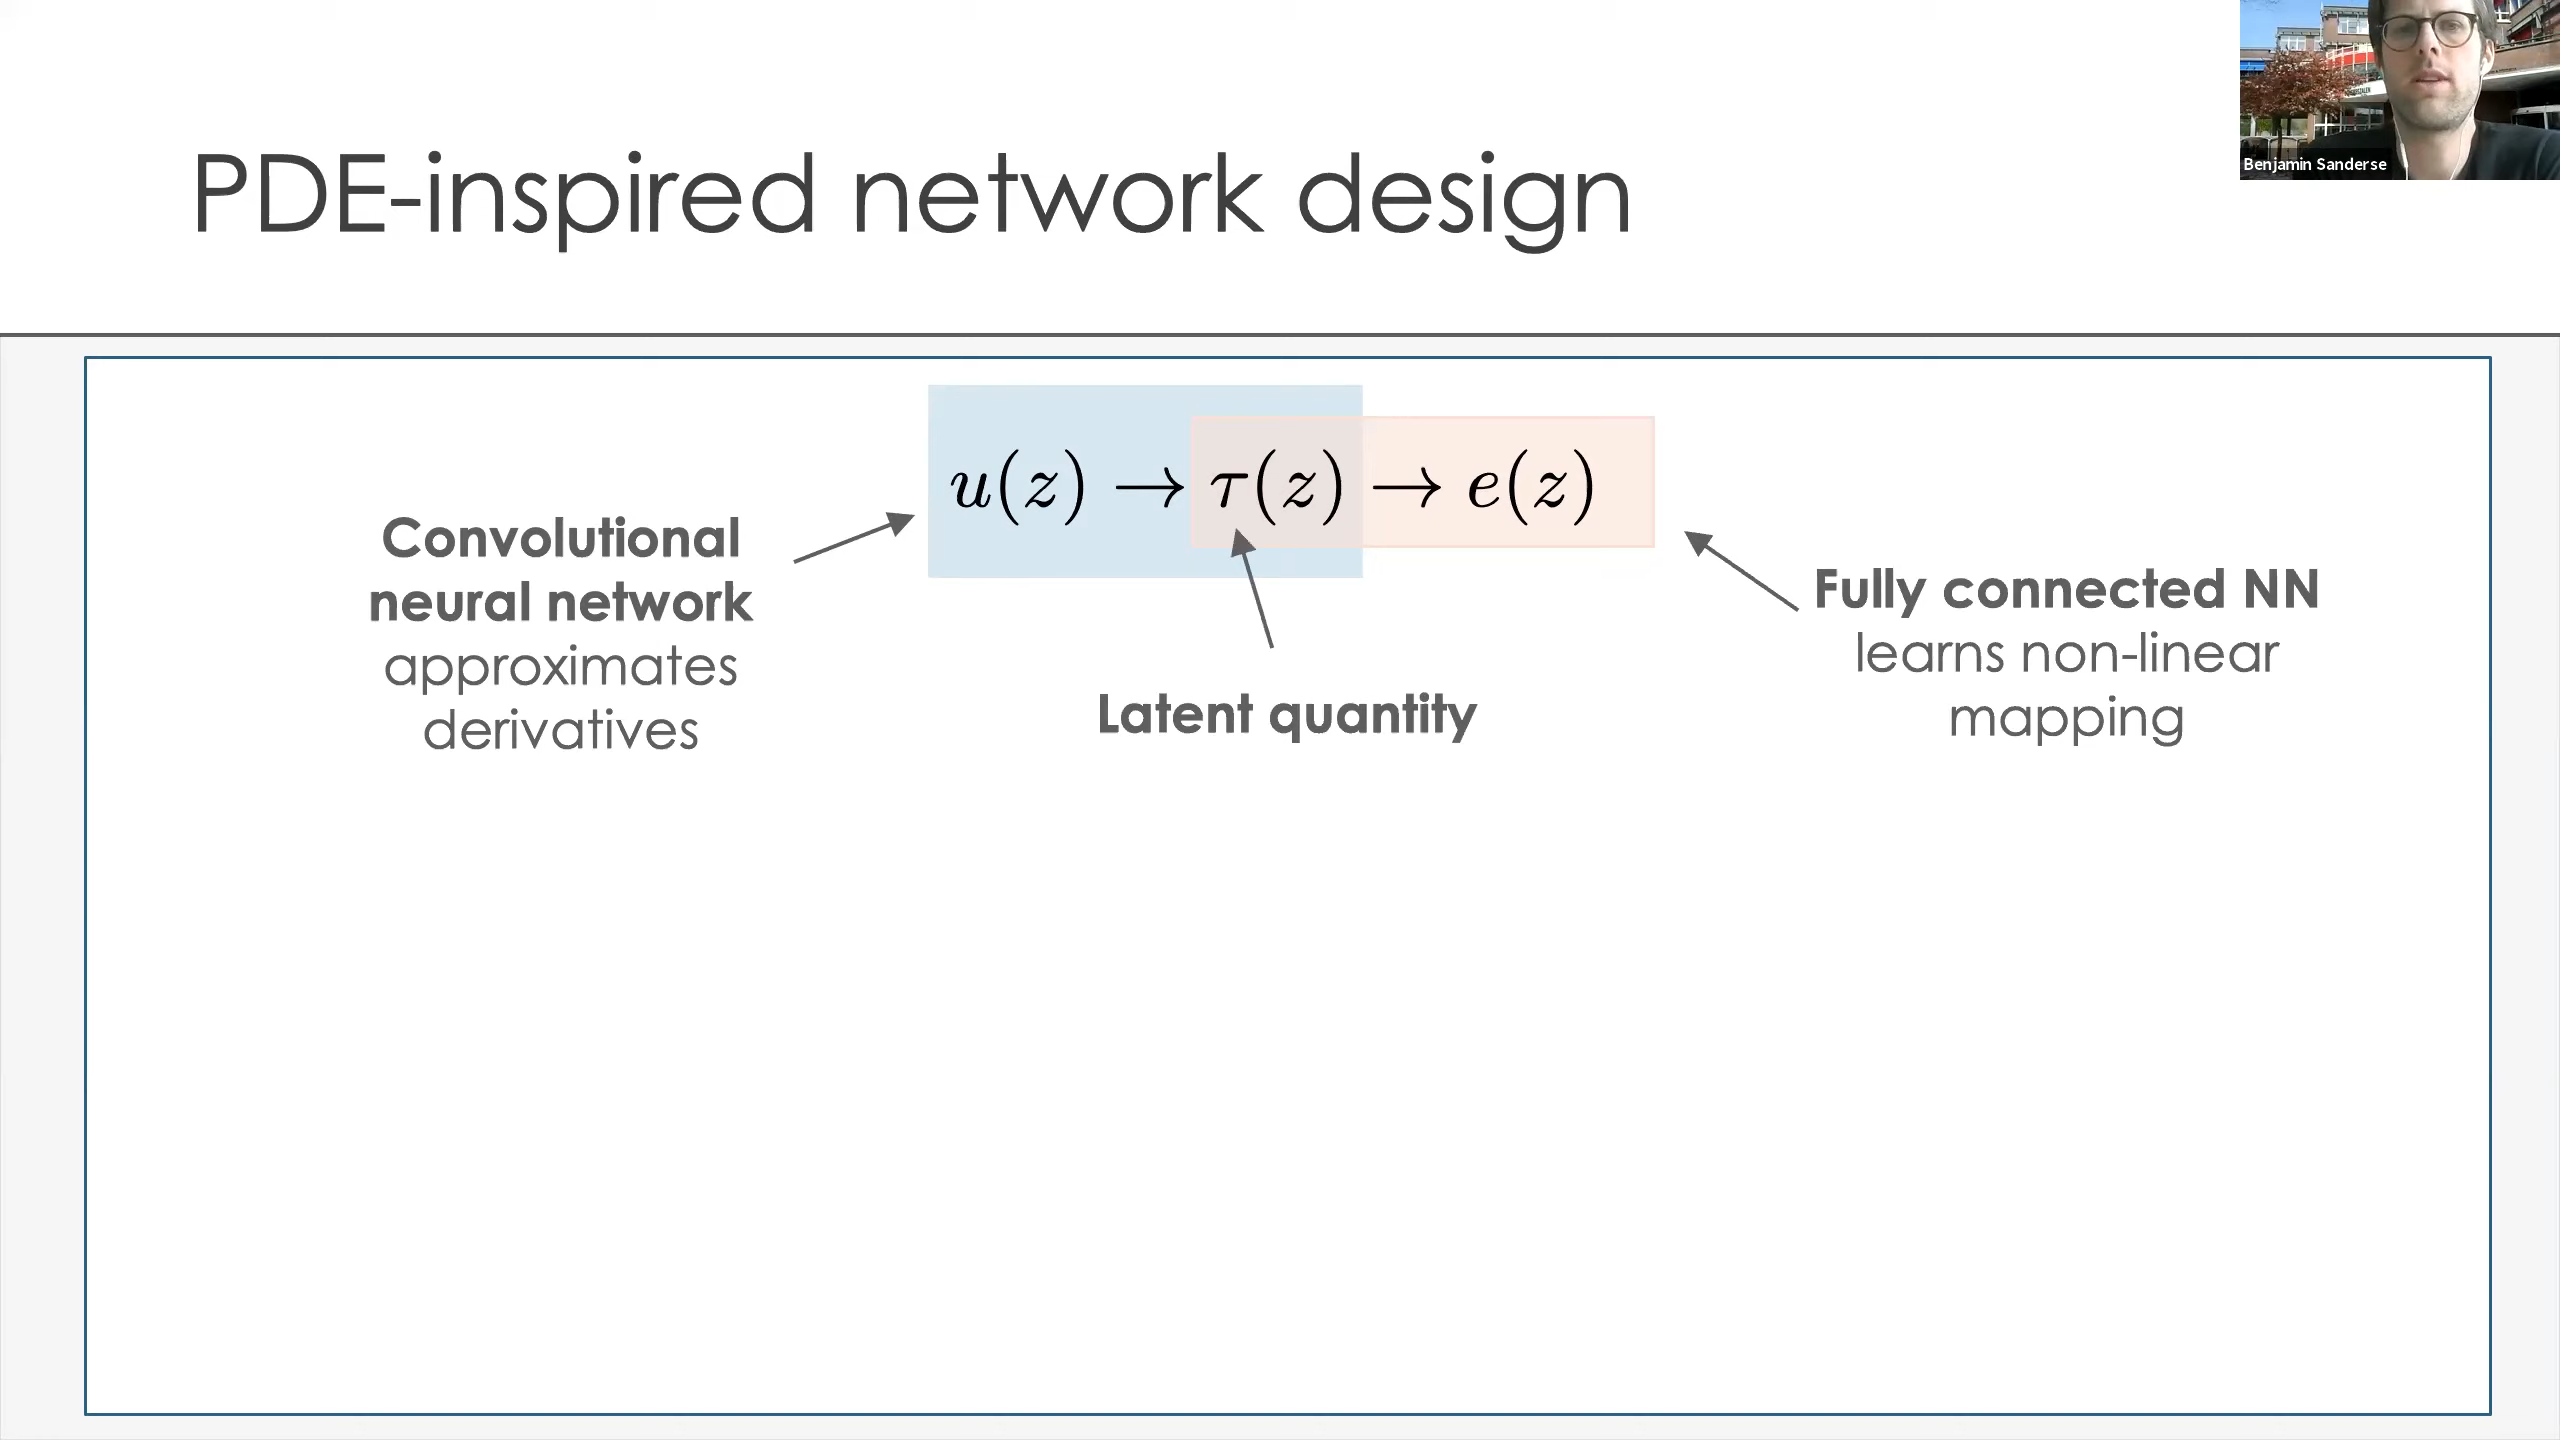 PDE-inspired network design
Benjamin Sanderse
u(z) → τ(z) → e(z)
Convolutional
neural network
approximates
derivatives
Latent quantity
Fully connected NN
learns non-linear
mapping